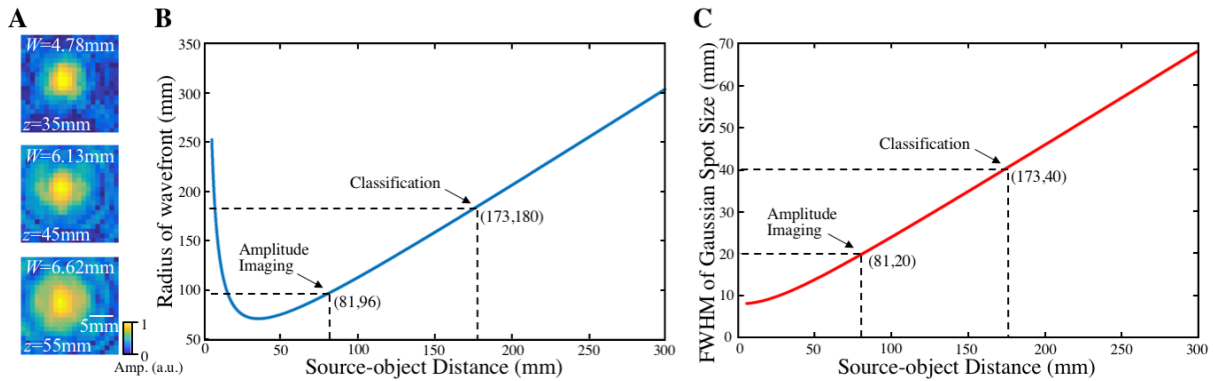 A
W=4.78mm
z=35mm
W=6.13mm
z=45mm
W=6.62mm
5mm
z=55mm
1
0
Amp. (a.u.)
B
Radius of wavefront (mm)
350
300
250
200
150
100
50
0
50
100
150
200
250
300
Source-object Distance (mm)
Classification
(173,180)
Amplitude
Imaging
(81,96)
C
FWHM of Gaussian Spot Size (mm)
70
60
50
40
30
20
10
0
0
50
100
150
200
250
300
Source-object Distance (mm)
Classification
(173,40)
Amplitude
Imaging
(81,20)